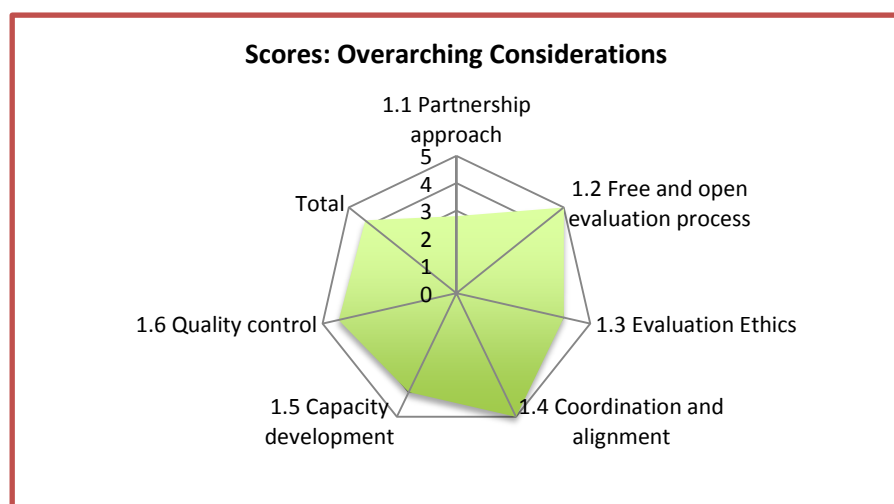 Scores: Overarching Considerations
1.1 Partnership
approach
5
4
3
2
1
0
1.2 Free and open
evaluation process
1.3 Evaluation Ethics
1.4 Coordination and
alignment
1.5 Capacity
development
1.6 Quality control
Total